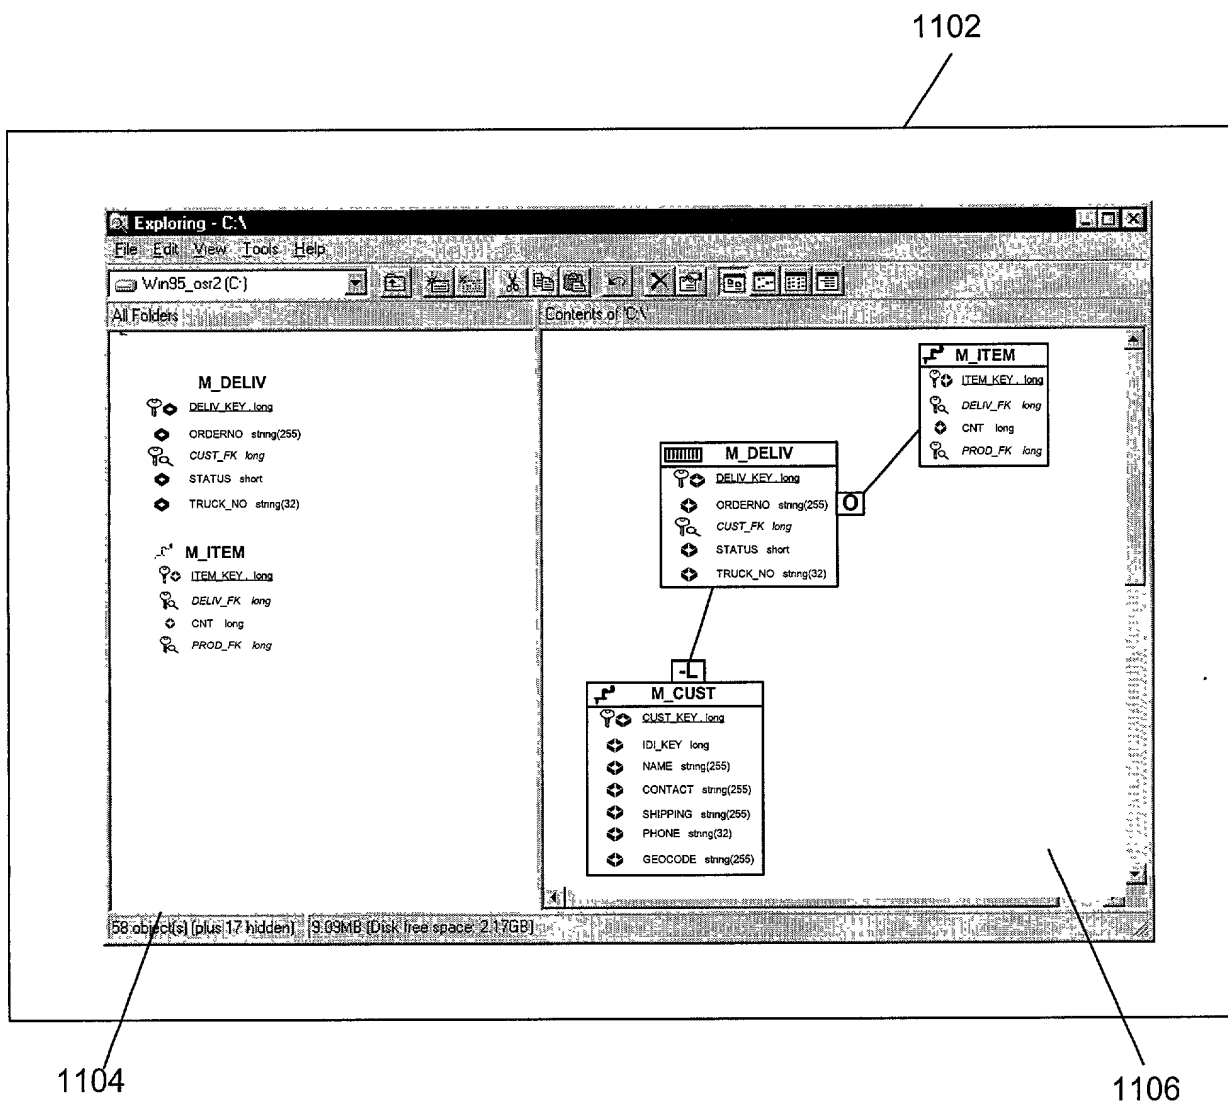 1102
Exploring - C:\
File Edit View Tools Help
Win95_osr2 (C:)
All Folders
Contents of 'C:\'
M_DELIV
DELIV_KEY . long
ORDERNO string(255)
CUST_FK long
STATUS short
TRUCK_NO string(32)
M_ITEM
ITEM_KEY . long
DELIV_FK long
CNT long
PROD_FK long
M_ITEM
ITEM_KEY . long
DELIV_FK long
CNT long
PROD_FK long
M_DELIV
DELIV_KEY . long
ORDERNO string(255)
CUST_FK long
STATUS short
TRUCK_NO string(32)
O
-L
M_CUST
CUST_KEY . long
IDI_KEY long
NAME string(255)
CONTACT string(255)
SHIPPING string(255)
PHONE string(32)
GEOCODE string(255)
58 object(s) (plus 17 hidden)
9.09MB (Disk free space: 2.17GB)
1104
1106